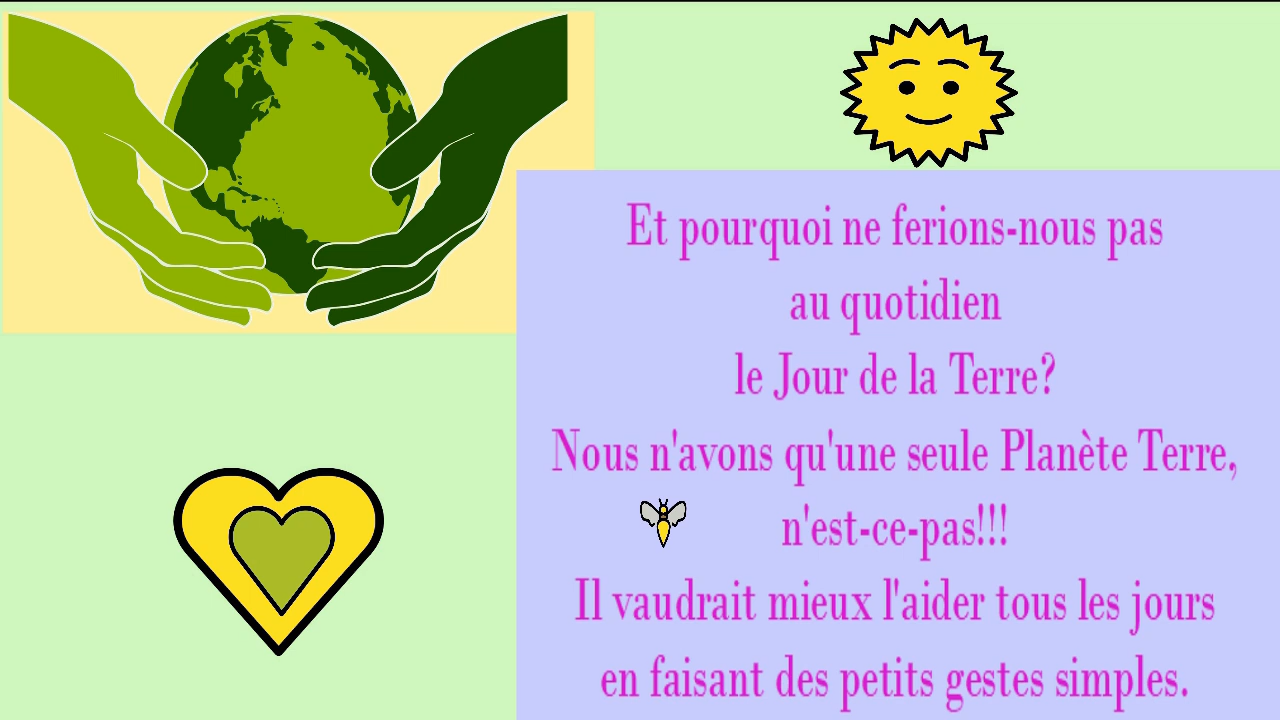 Et pourquoi ne ferions-nous pas
au quotidien
le Jour de la Terre?
Nous n'avons qu'une seule Planète Terre,
n'est-ce-pas!!!
Il vaudrait mieux l'aider tous les jours
en faisant des petits gestes simples.